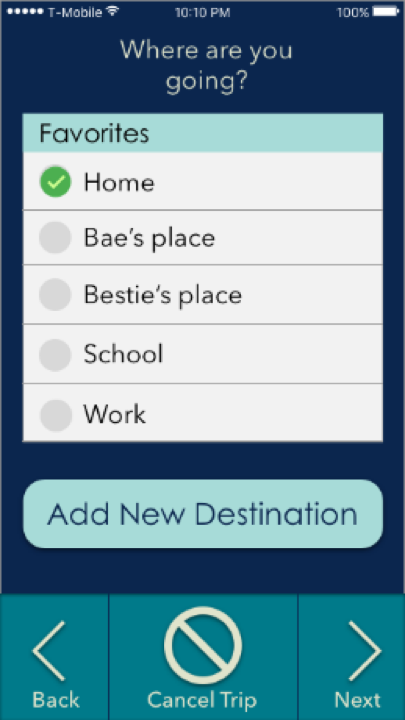 T-Mobile 10:10 PM 100%
Where are you
going?
Favorites
Home
Bae's place
Bestie's place
School
Work
Add New Destination
Back Cancel Trip Next